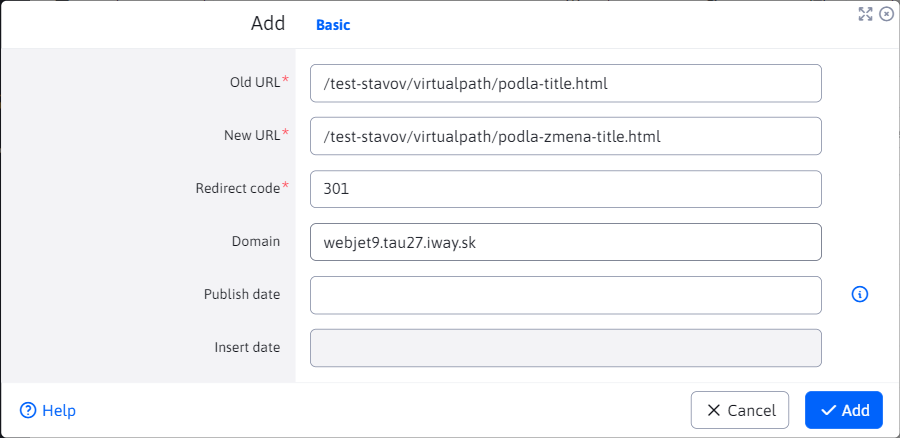 Add Basic
Old URL* /test-stavov/virtualpath/podla-title.html
New URL* /test-stavov/virtualpath/podla-zmena-title.html
Redirect code* 301
Domain webjet9.tau27.iway.sk
Publish date
Insert date
Help Cancel Add